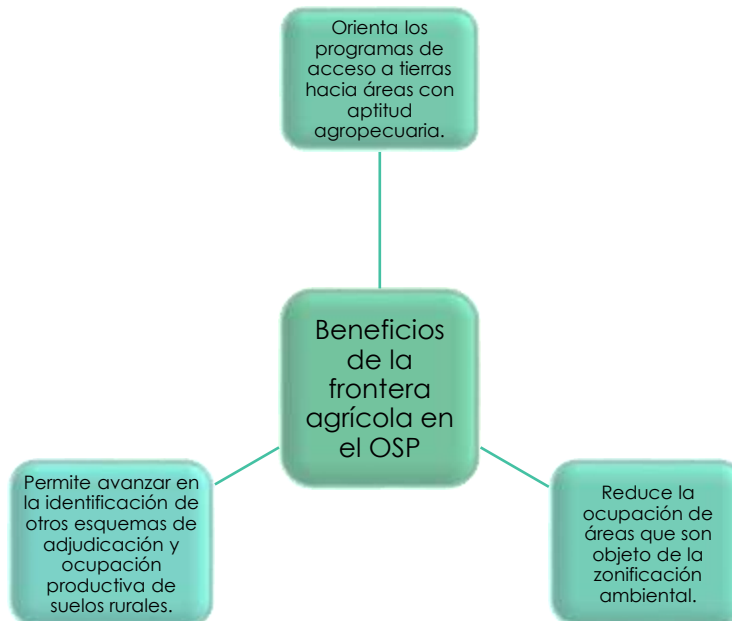 Orienta los
programas de
acceso a tierras
hacia áreas con
aptitud
agropecuaria.
Beneficios
de la
frontera
agrícola en
el OSP
Permite avanzar en
la identificación de
otros esquemas de
adjudicación y
ocupación
productiva de
suelos rurales.
Reduce la
ocupación de
áreas que son
objeto de la
zonificación
ambiental.